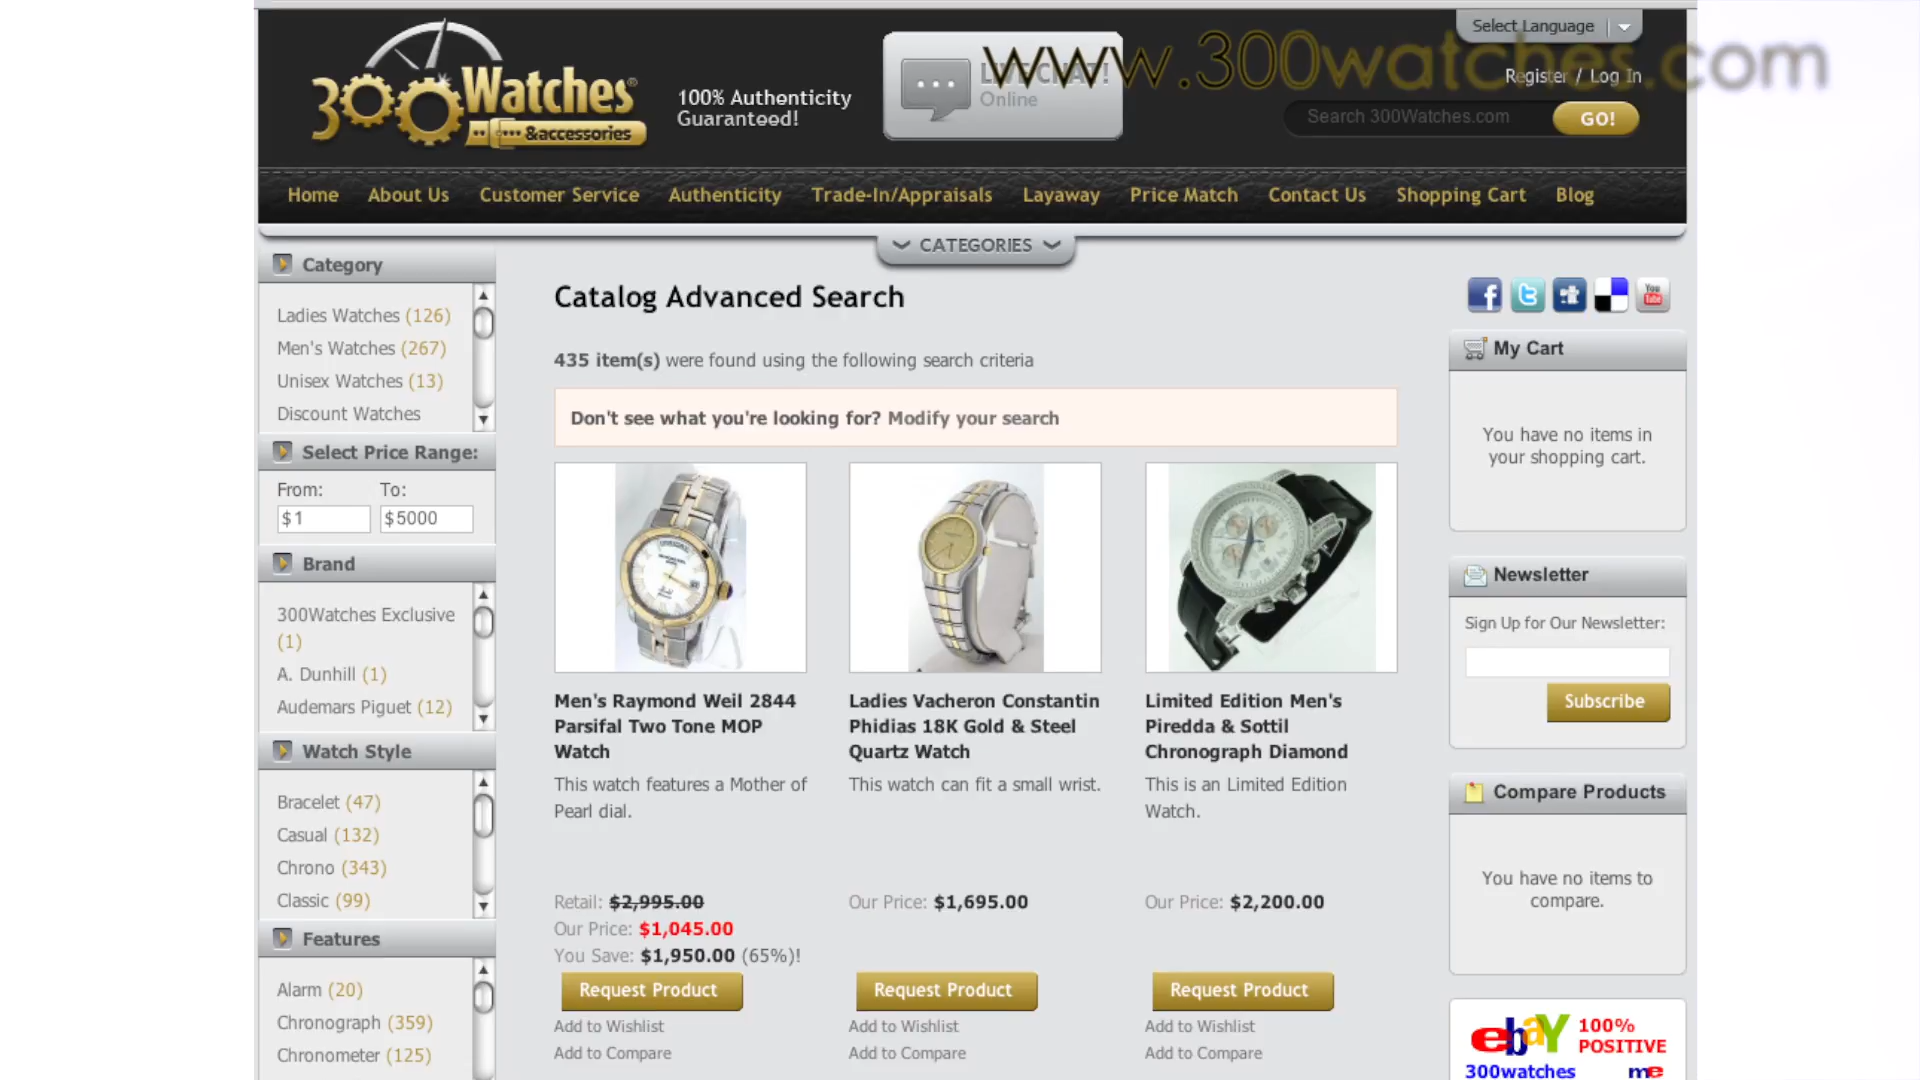 Select Language
www.300watches.com
300Watches
&accessories
100% Authenticity
Guaranteed!
LIVE CHAT!
Online
Register / Log In
Search 300Watches.com
GO!
Home About Us Customer Service Authenticity Trade-In/Appraisals Layaway Price Match Contact Us Shopping Cart Blog
CATEGORIES
Category
Ladies Watches (126)
Men's Watches (267)
Unisex Watches (13)
Discount Watches
Select Price Range:
From: To:
$1 $5000
Brand
300Watches Exclusive
(1)
A. Dunhill (1)
Audemars Piguet (12)
Watch Style
Bracelet (47)
Casual (132)
Chrono (343)
Classic (99)
Features
Alarm (20)
Chronograph (359)
Chronometer (125)
Catalog Advanced Search
435 item(s) were found using the following search criteria
Don't see what you're looking for? Modify your search
Men's Raymond Weil 2844
Parsifal Two Tone MOP
Watch
This watch features a Mother of
Pearl dial.
Retail: $2,995.00
Our Price: $1,045.00
You Save: $1,950.00 (65%)!
Request Product
Add to Wishlist
Add to Compare
Ladies Vacheron Constantin
Phidias 18K Gold & Steel
Quartz Watch
This watch can fit a small wrist.
Our Price: $1,695.00
Request Product
Add to Wishlist
Add to Compare
Limited Edition Men's
Piredda & Sottil
Chronograph Diamond
This is an Limited Edition
Watch.
Our Price: $2,200.00
Request Product
Add to Wishlist
Add to Compare
You
Tube
My Cart
You have no items in
your shopping cart.
Newsletter
Sign Up for Our Newsletter:
Subscribe
Compare Products
You have no items to
compare.
ebay 100%
POSITIVE
300watches me